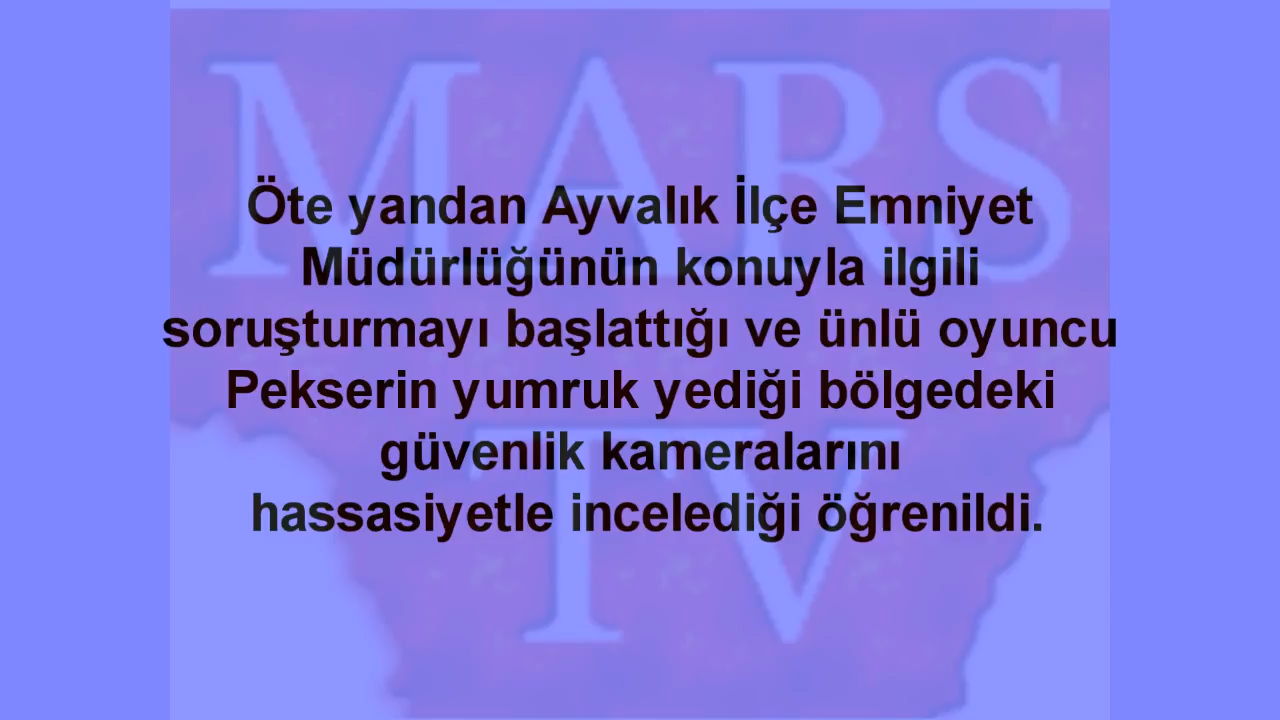 MARS
Öte yandan Ayvalık İlçe Emniyet
Müdürlüğünün konuyla ilgili
soruşturmayı başlattığı ve ünlü oyuncu
Pekserin yumruk yediği bölgedeki
güvenlik kameralarını
hassasiyetle incelediği öğrenildi.
TV